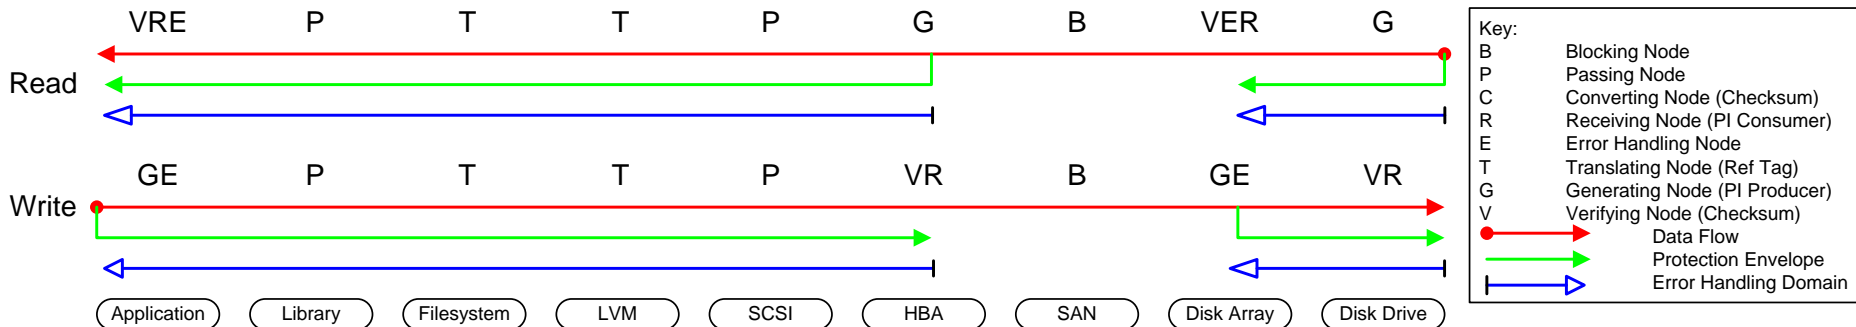 VRE P T T P G B VER G
Read
GE P T T P VR B GE VR
Write
Application Library Filesystem LVM SCSI HBA SAN Disk Array Disk Drive
Key:
B Blocking Node
P Passing Node
C Converting Node (Checksum)
R Receiving Node (PI Consumer)
E Error Handling Node
T Translating Node (Ref Tag)
G Generating Node (PI Producer)
V Verifying Node (Checksum)
Data Flow
Protection Envelope
Error Handling Domain